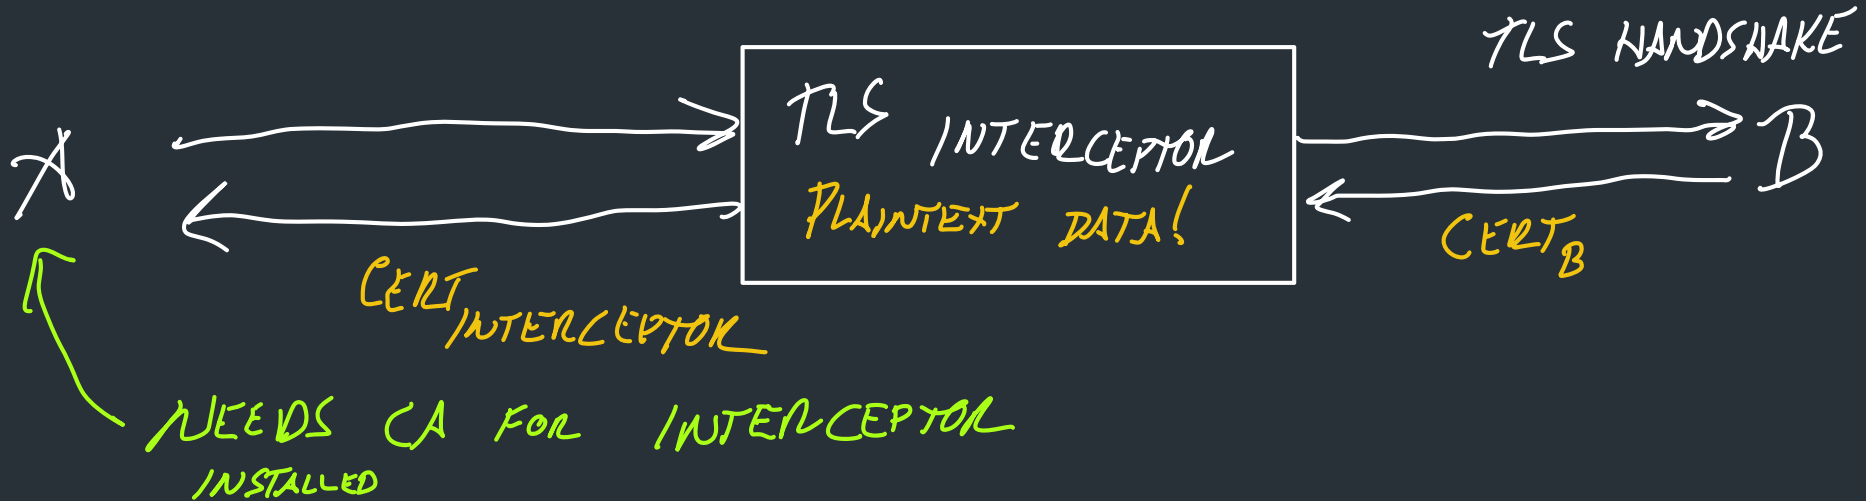 TLS HANDSHAKE
A
TLS INTERCEPTOR
PLAINTEXT DATA!
B
CERT INTERCEPTOR
CERT B
NEEDS CA FOR INTERCEPTOR
INSTALLED